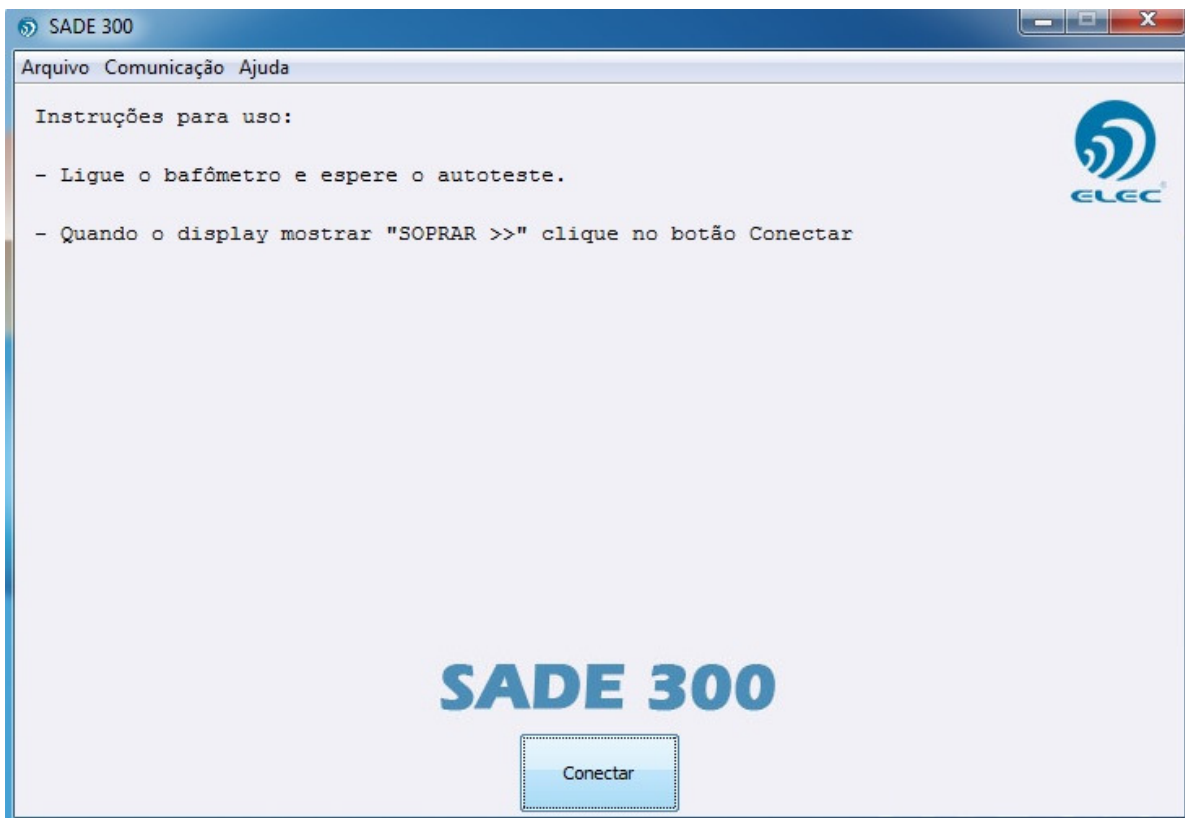 SADE 300
Arquivo Comunicação Ajuda
Instruções para uso:
- Ligue o bafômetro e espere o autoteste.
- Quando o display mostrar "SOPRAR >>" clique no botão Conectar
ELEC®
SADE 300
Conectar